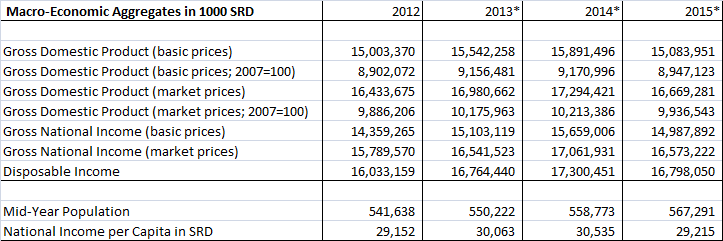 Macro-Economic Aggregates in 1000 SRD 2012 2013* 2014* 2015*
Gross Domestic Product (basic prices) 15,003,370 15,542,258 15,891,496 15,083,951
Gross Domestic Product (basic prices; 2007=100) 8,902,072 9,156,481 9,170,996 8,947,123
Gross Domestic Product (market prices) 16,433,675 16,980,662 17,294,421 16,669,281
Gross Domestic Product (market prices; 2007=100) 9,886,206 10,175,963 10,213,386 9,936,543
Gross National Income (basic prices) 14,359,265 15,103,119 15,659,006 14,987,892
Gross National Income (market prices) 15,789,570 16,541,523 17,061,931 16,573,222
Disposable Income 16,033,159 16,764,440 17,300,451 16,798,050
Mid-Year Population 541,638 550,222 558,773 567,291
National Income per Capita in SRD 29,152 30,063 30,535 29,215